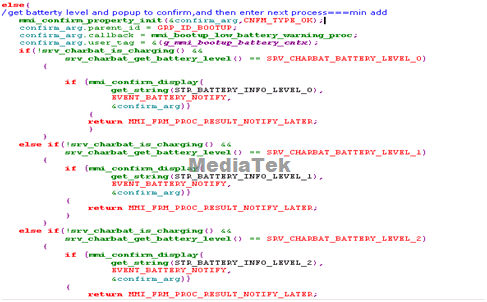 else{
/get batterty level and popup to confirm,and then enter next process===min add
mmi_confirm_property_init(&confirm_arg,CNFM_TYPE_OK);
confirm_arg.parent_id = GRP_ID_BOOTUP;
confirm_arg.callback = mmi_bootup_low_battery_warning_proc;
confirm_arg.user_tag = &(g_mmi_bootup_battery_cntx);
if(!srv_charbat_is_charging() &&
srv_charbat_get_battery_level() == SRV_CHARBAT_BATTERY_LEVEL_0)
{
if (mmi_confirm_display(
get_string(STR_BATTERY_INFO_LEVEL_0),
EVENT_BATTERY_NOTIFY,
&confirm_arg))
{
return MMI_FRM_PROC_RESULT_NOTIFY_LATER;
}
}
else if(!srv_charbat_is_charging() &&
srv_charbat_get_battery_level() == SRV_CHARBAT_BATTERY_LEVEL_1)
{
MediaTek
if (mmi_confirm_display(
get_string(STR_BATTERY_INFO_LEVEL_1),
EVENT_BATTERY_NOTIFY,
&confirm_arg))
{
return MMI_FRM_PROC_RESULT_NOTIFY_LATER;
}
}
else if(!srv_charbat_is_charging() &&
srv_charbat_get_battery_level() == SRV_CHARBAT_BATTERY_LEVEL_2)
{
if (mmi_confirm_display(
get_string(STR_BATTERY_INFO_LEVEL_2),
EVENT_BATTERY_NOTIFY,
&confirm_arg))
{
return MMI_FRM_PROC_RESULT_NOTIFY_LATER;